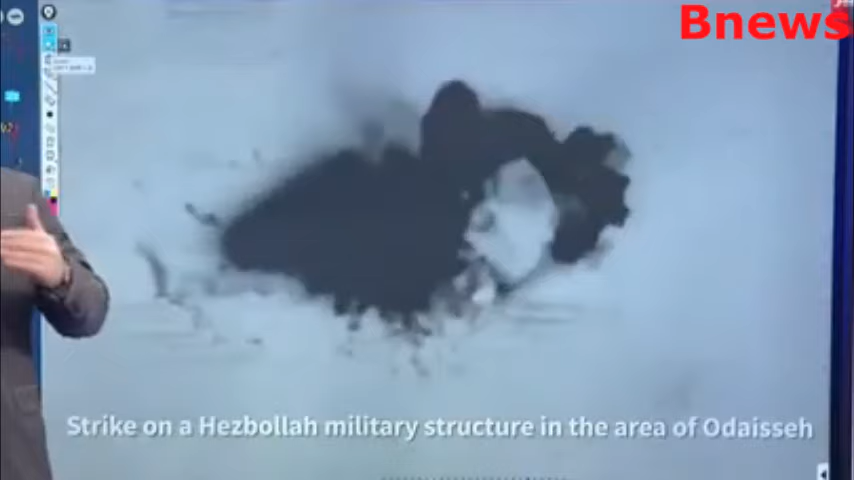 Bnews
Strike on a Hezbollah military structure in the area of Odaisseh